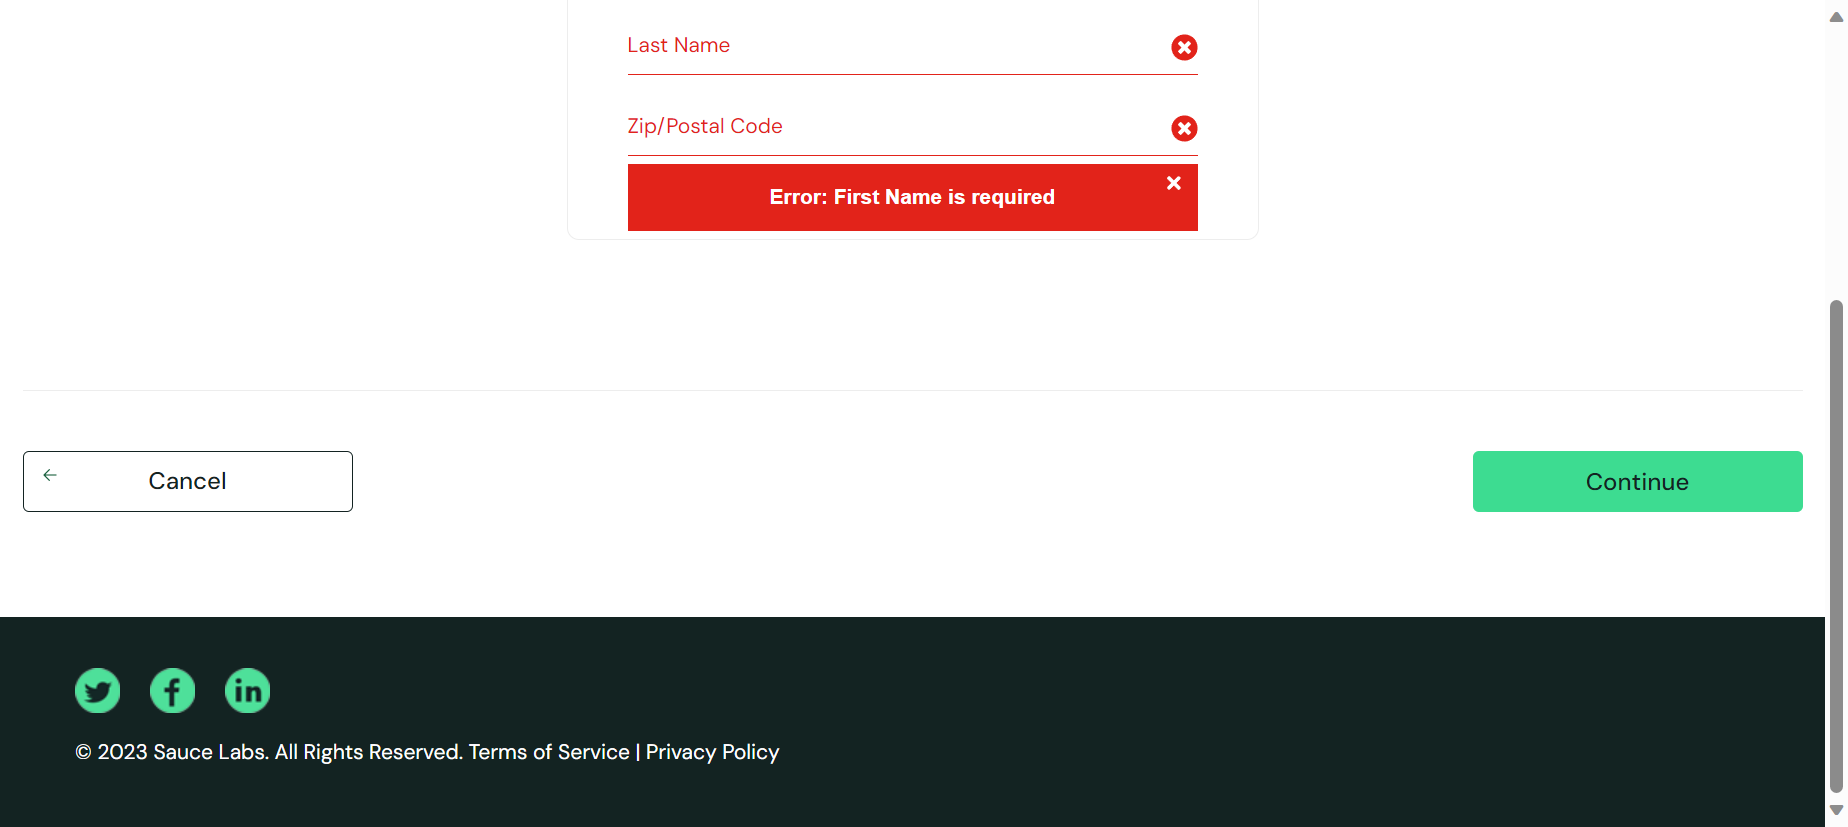 Last Name
Zip/Postal Code
Error: First Name is required
Cancel
Continue
© 2023 Sauce Labs. All Rights Reserved. Terms of Service | Privacy Policy